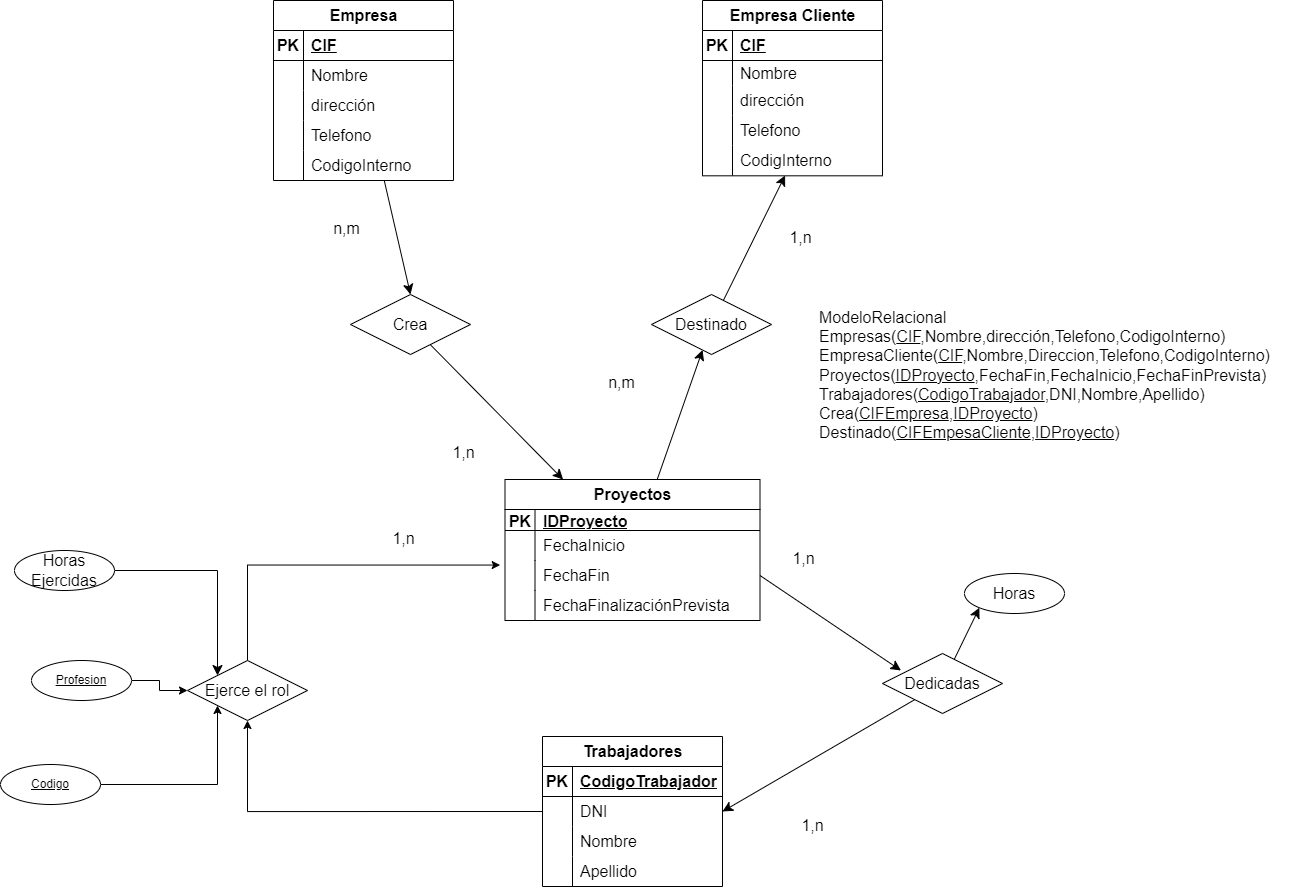 Empresa
PK CIF
Nombre
dirección
Telefono
CodigoInterno
Empresa Cliente
PK CIF
Nombre
dirección
Telefono
CodigInterno
n,m
1,n
Crea
Destinado
n,m
1,n
ModeloRelacional
Empresas(CIF,Nombre,dirección,Telefono,CodigoInterno)
EmpresaCliente(CIF,Nombre,Direccion,Telefono,CodigoInterno)
Proyectos(IDProyecto,FechaFin,FechaInicio,FechaFinPrevista)
Trabajadores(CodigoTrabajador,DNI,Nombre,Apellido)
Crea(CIFEmpresa,IDProyecto)
Destinado(CIFEmpesaCliente,IDProyecto)
Proyectos
PK IDProyecto
FechaInicio
FechaFin
FechaFinalizaciónPrevista
1,n
1,n
Horas
Ejercidas
Horas
Profesion
Ejerce el rol
Dedicadas
Codigo
Trabajadores
PK CodigoTrabajador
DNI
Nombre
Apellido
1,n